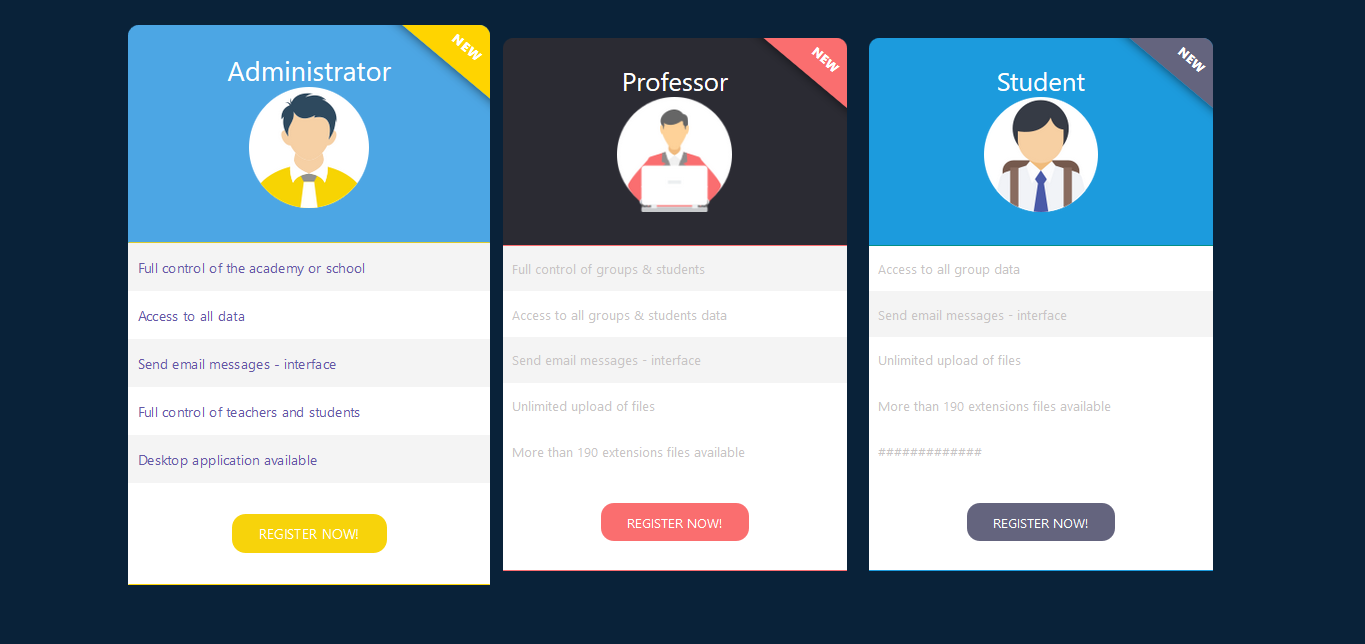 NEW
Administrator
Full control of the academy or school
Access to all data
Send email messages - interface
Full control of teachers and students
Desktop application available
REGISTER NOW!
NEW
Professor
Full control of groups & students
Access to all groups & students data
Send email messages - interface
Unlimited upload of files
More than 190 extensions files available
REGISTER NOW!
NEW
Student
Access to all group data
Send email messages - interface
Unlimited upload of files
More than 190 extensions files available
#############
REGISTER NOW!